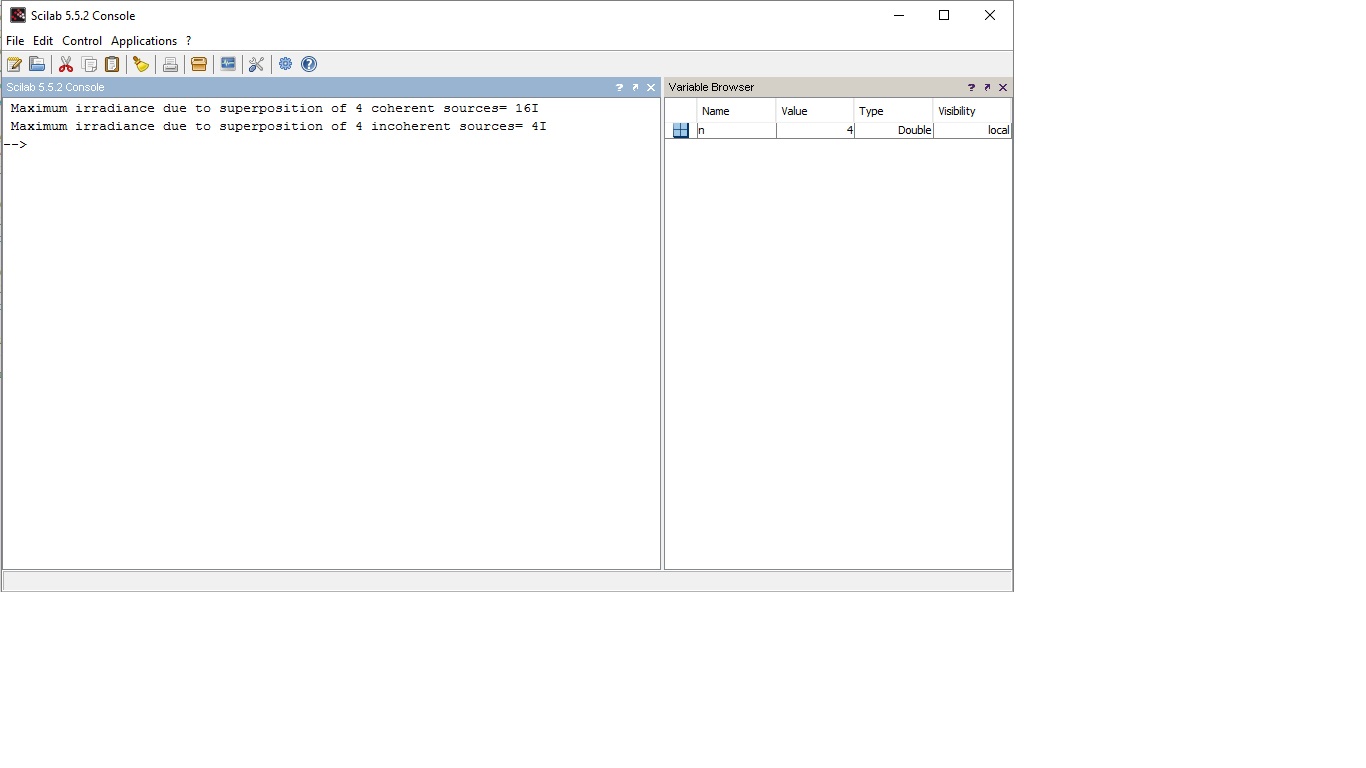 Scilab 5.5.2 Console
File Edit Control Applications ?
Scilab 5.5.2 Console
Maximum irradiance due to superposition of 4 coherent sources= 16I
Maximum irradiance due to superposition of 4 incoherent sources= 4I
-->
Variable Browser
Name Value Type Visibility
n 4 Double local